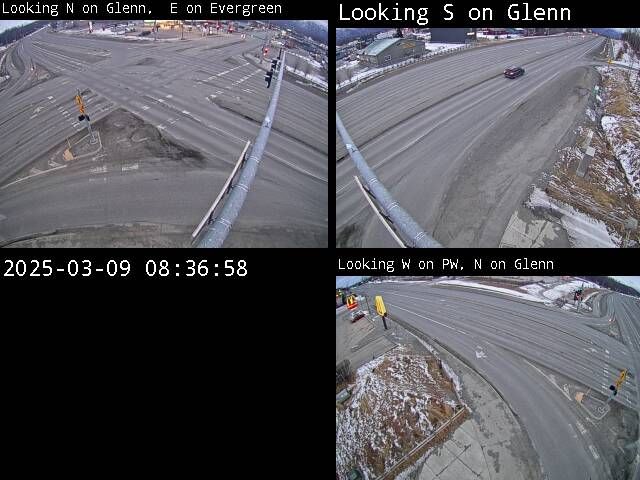 Looking N on Glenn,  E on Evergreen
Looking S on Glenn
2025-03-09 08:36:58
Looking W on PW, N on Glenn